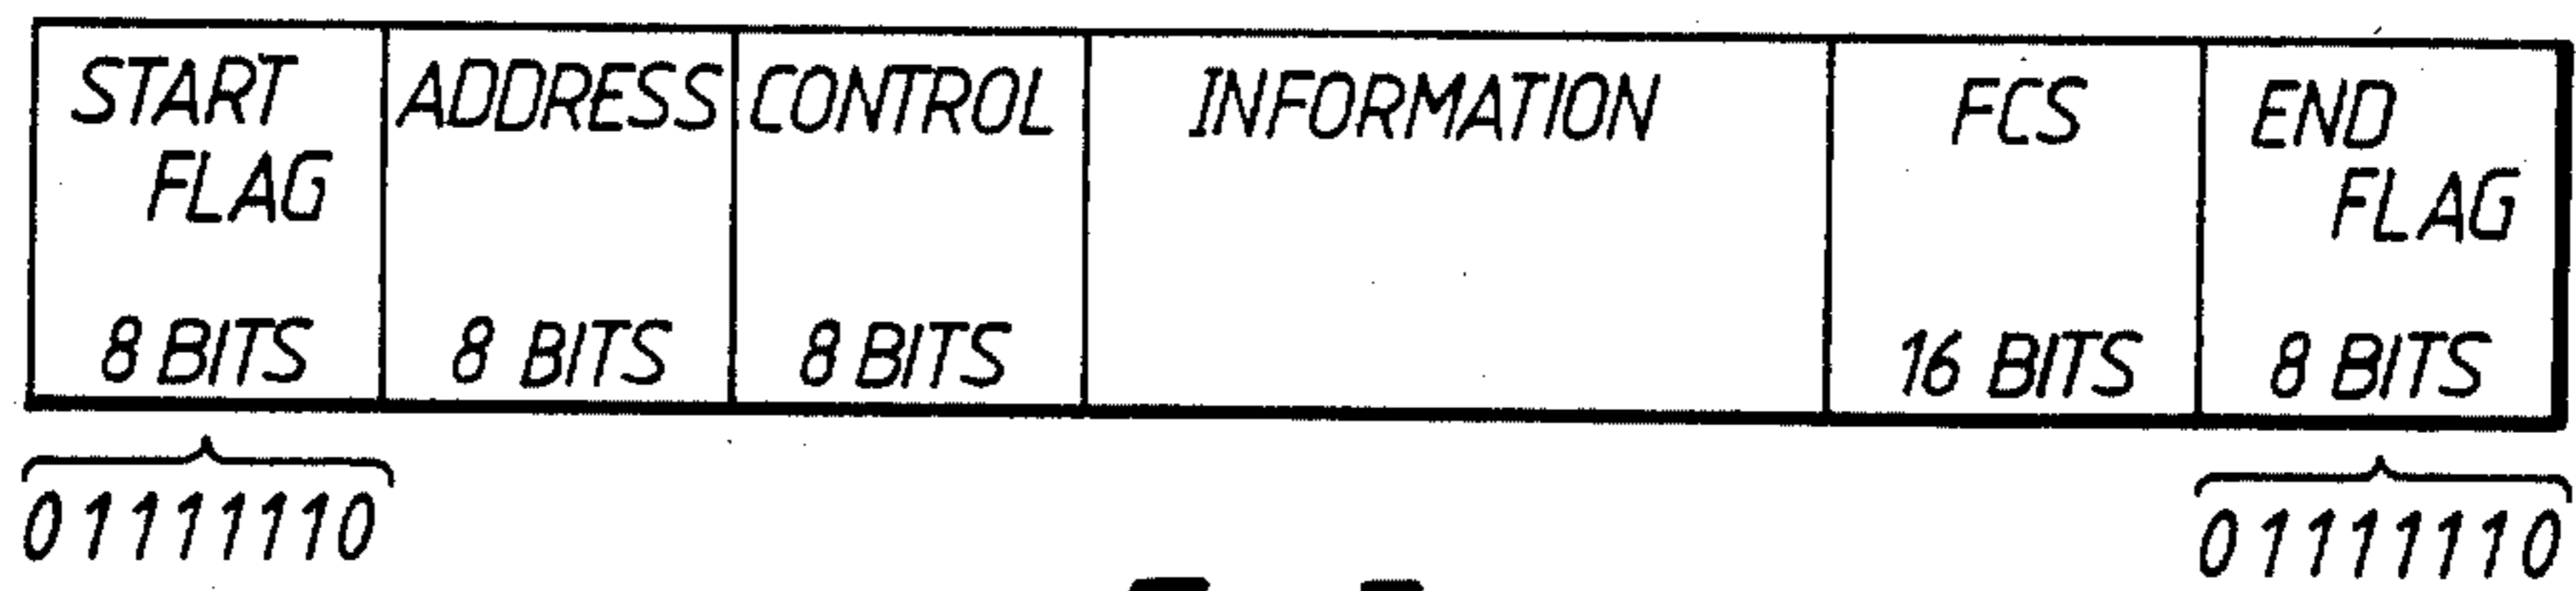 START
FLAG
8 BITS
ADDRESS
8 BITS
CONTROL
8 BITS
INFORMATION
FCS
16 BITS
END
FLAG
8 BITS
01111110
01111110